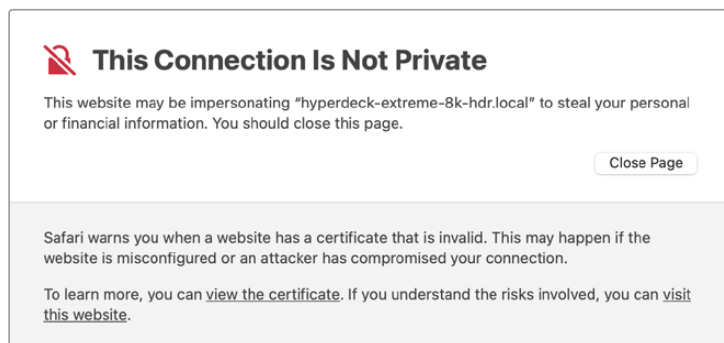 This Connection Is Not Private
This website may be impersonating “hyperdeck-extreme-8k-hdr.local” to steal your personal
or financial information. You should close this page.
Close Page
Safari warns you when a website has a certificate that is invalid. This may happen if the
website is misconfigured or an attacker has compromised your connection.
To learn more, you can view the certificate. If you understand the risks involved, you can visit
this website.